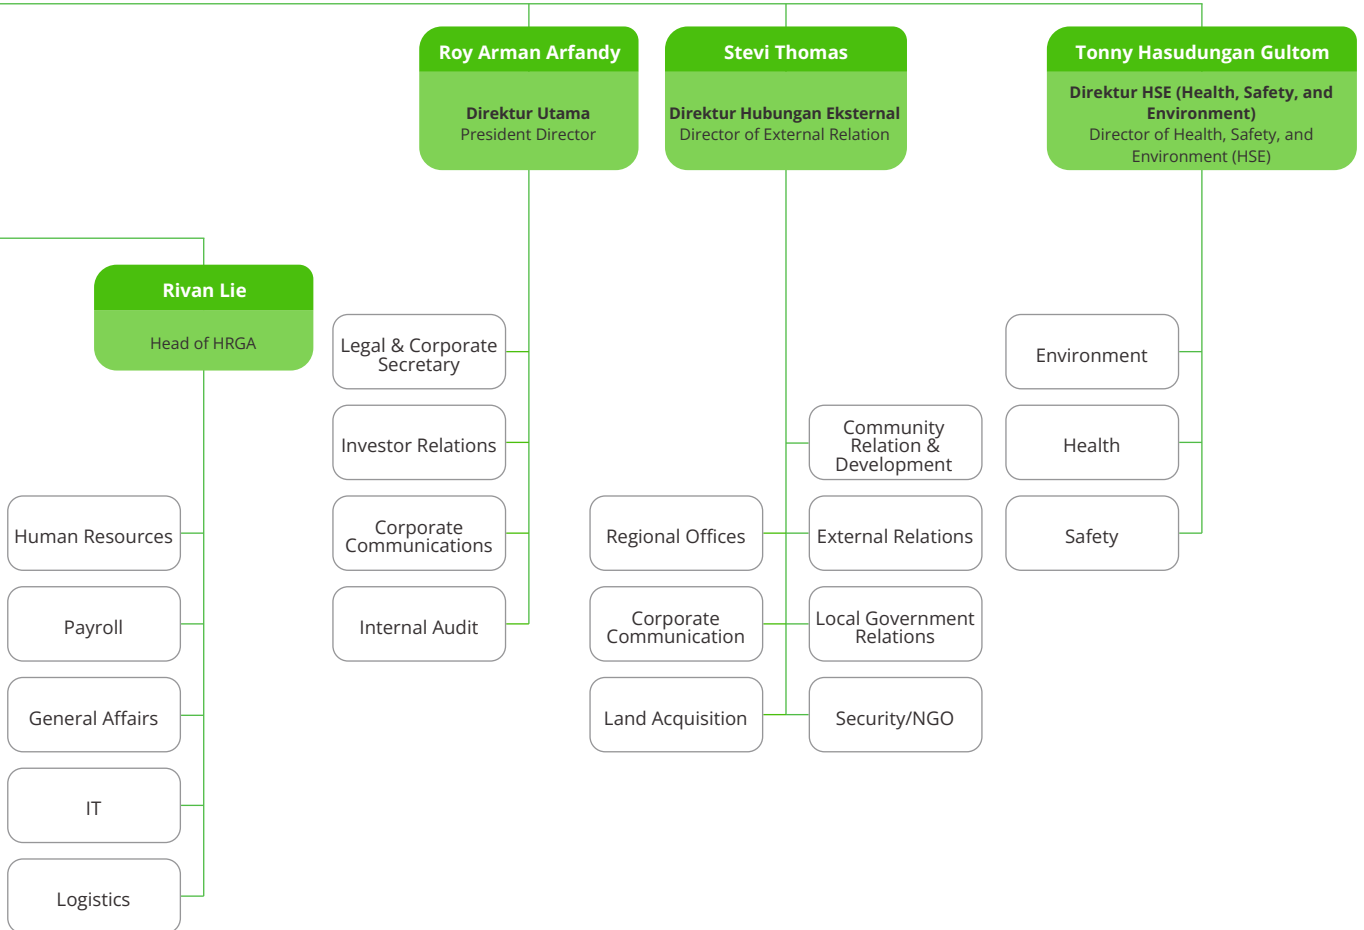 Roy Arman Arfandy
Direktur Utama
President Director
Stevi Thomas
Direktur Hubungan Eksternal
Director of External Relation
Tonny Hasudungan Gultom
Direktur HSE (Health, Safety, and
Environment)
Director of Health, Safety, and
Environment (HSE)
Rivan Lie
Head of HRGA
Human Resources
Payroll
General Affairs
IT
Logistics
Legal & Corporate
Secretary
Investor Relations
Corporate
Communications
Internal Audit
Regional Offices
Corporate
Communication
Land Acquisition
Community
Relation &
Development
External Relations
Local Government
Relations
Security/NGO
Environment
Health
Safety